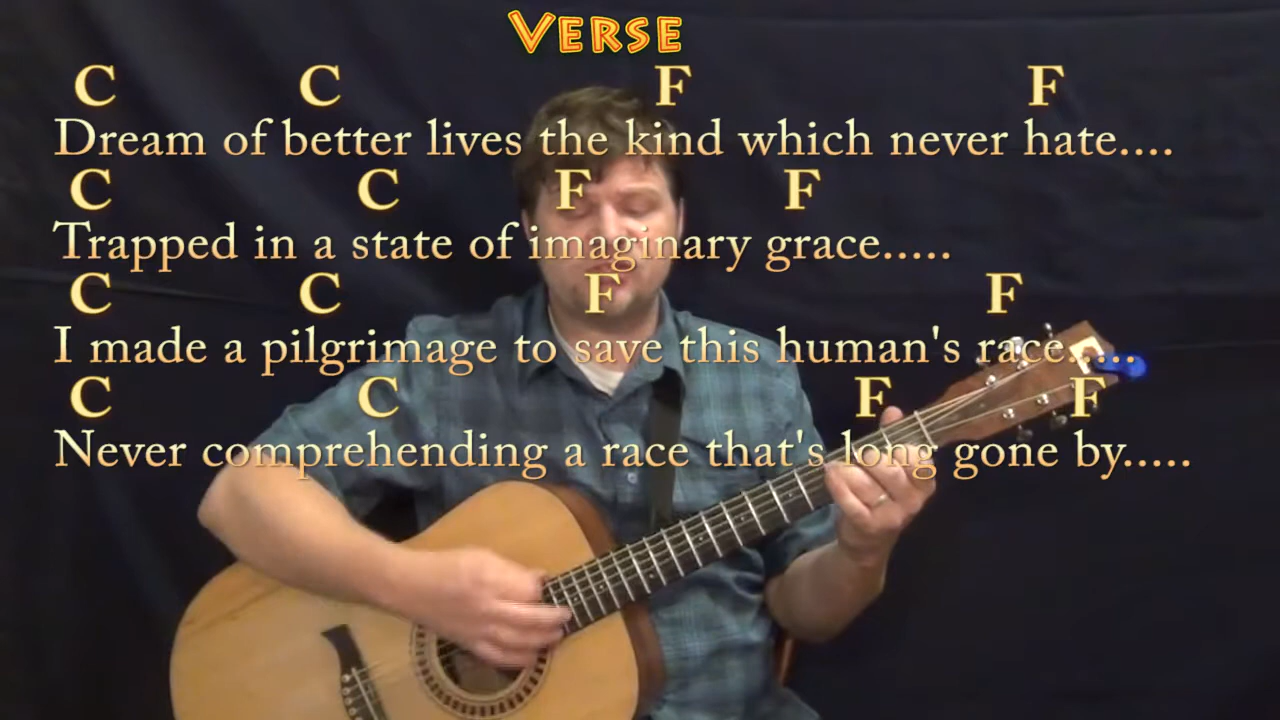 VERSE
C C F F
Dream of better lives the kind which never hate....
C C F F
Trapped in a state of imaginary grace.....
C C F F
I made a pilgrimage to save this human's race.....
C C F F
Never comprehending a race that's long gone by.....